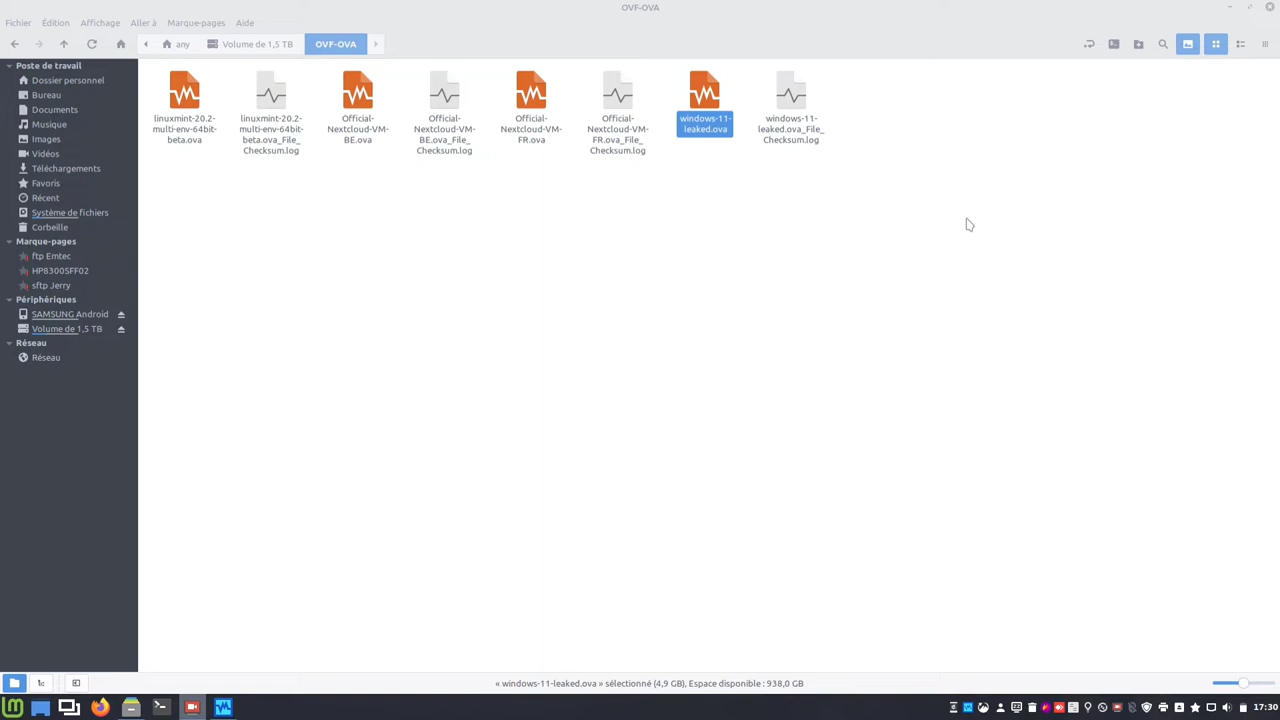 OVF-OVA
Fichier Édition Affichage Aller à Marque-pages Aide
any Volume de 1,5 TB OVF-OVA
Poste de travail
Dossier personnel
Bureau
Documents
Musique
Images
Vidéos
Téléchargements
Favoris
Récent
Système de fichiers
Corbeille
Marque-pages
ftp Emtec
HP8300SFF02
sftp Jerry
Périphériques
SAMSUNG Android
Volume de 1,5 TB
Réseau
Réseau
linuxmint-20.2-
multi-env-64bit-
beta.ova
linuxmint-20.2-
multi-env-64bit-
beta.ova_File_
Checksum.log
Official-
Nextcloud-VM-
BE.ova
Official-
Nextcloud-VM-
BE.ova_File_
Checksum.log
Official-
Nextcloud-VM-
FR.ova
Official-
Nextcloud-VM-
FR.ova_File_
Checksum.log
windows-11-
leaked.ova
windows-11-
leaked.ova_File_
Checksum.log
« windows-11-leaked.ova » sélectionné (4,9 GB), Espace disponible : 938,0 GB
17:30